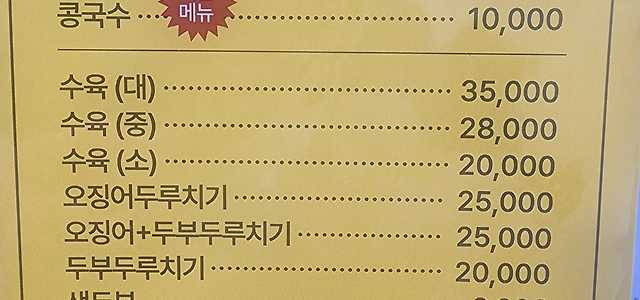 콩국수 메뉴 10,000
수육 (대) 35,000
수육 (중) 28,000
수육 (소) 20,000
오징어두루치기 25,000
오징어+두부두루치기 25,000
두부두루치기 20,000